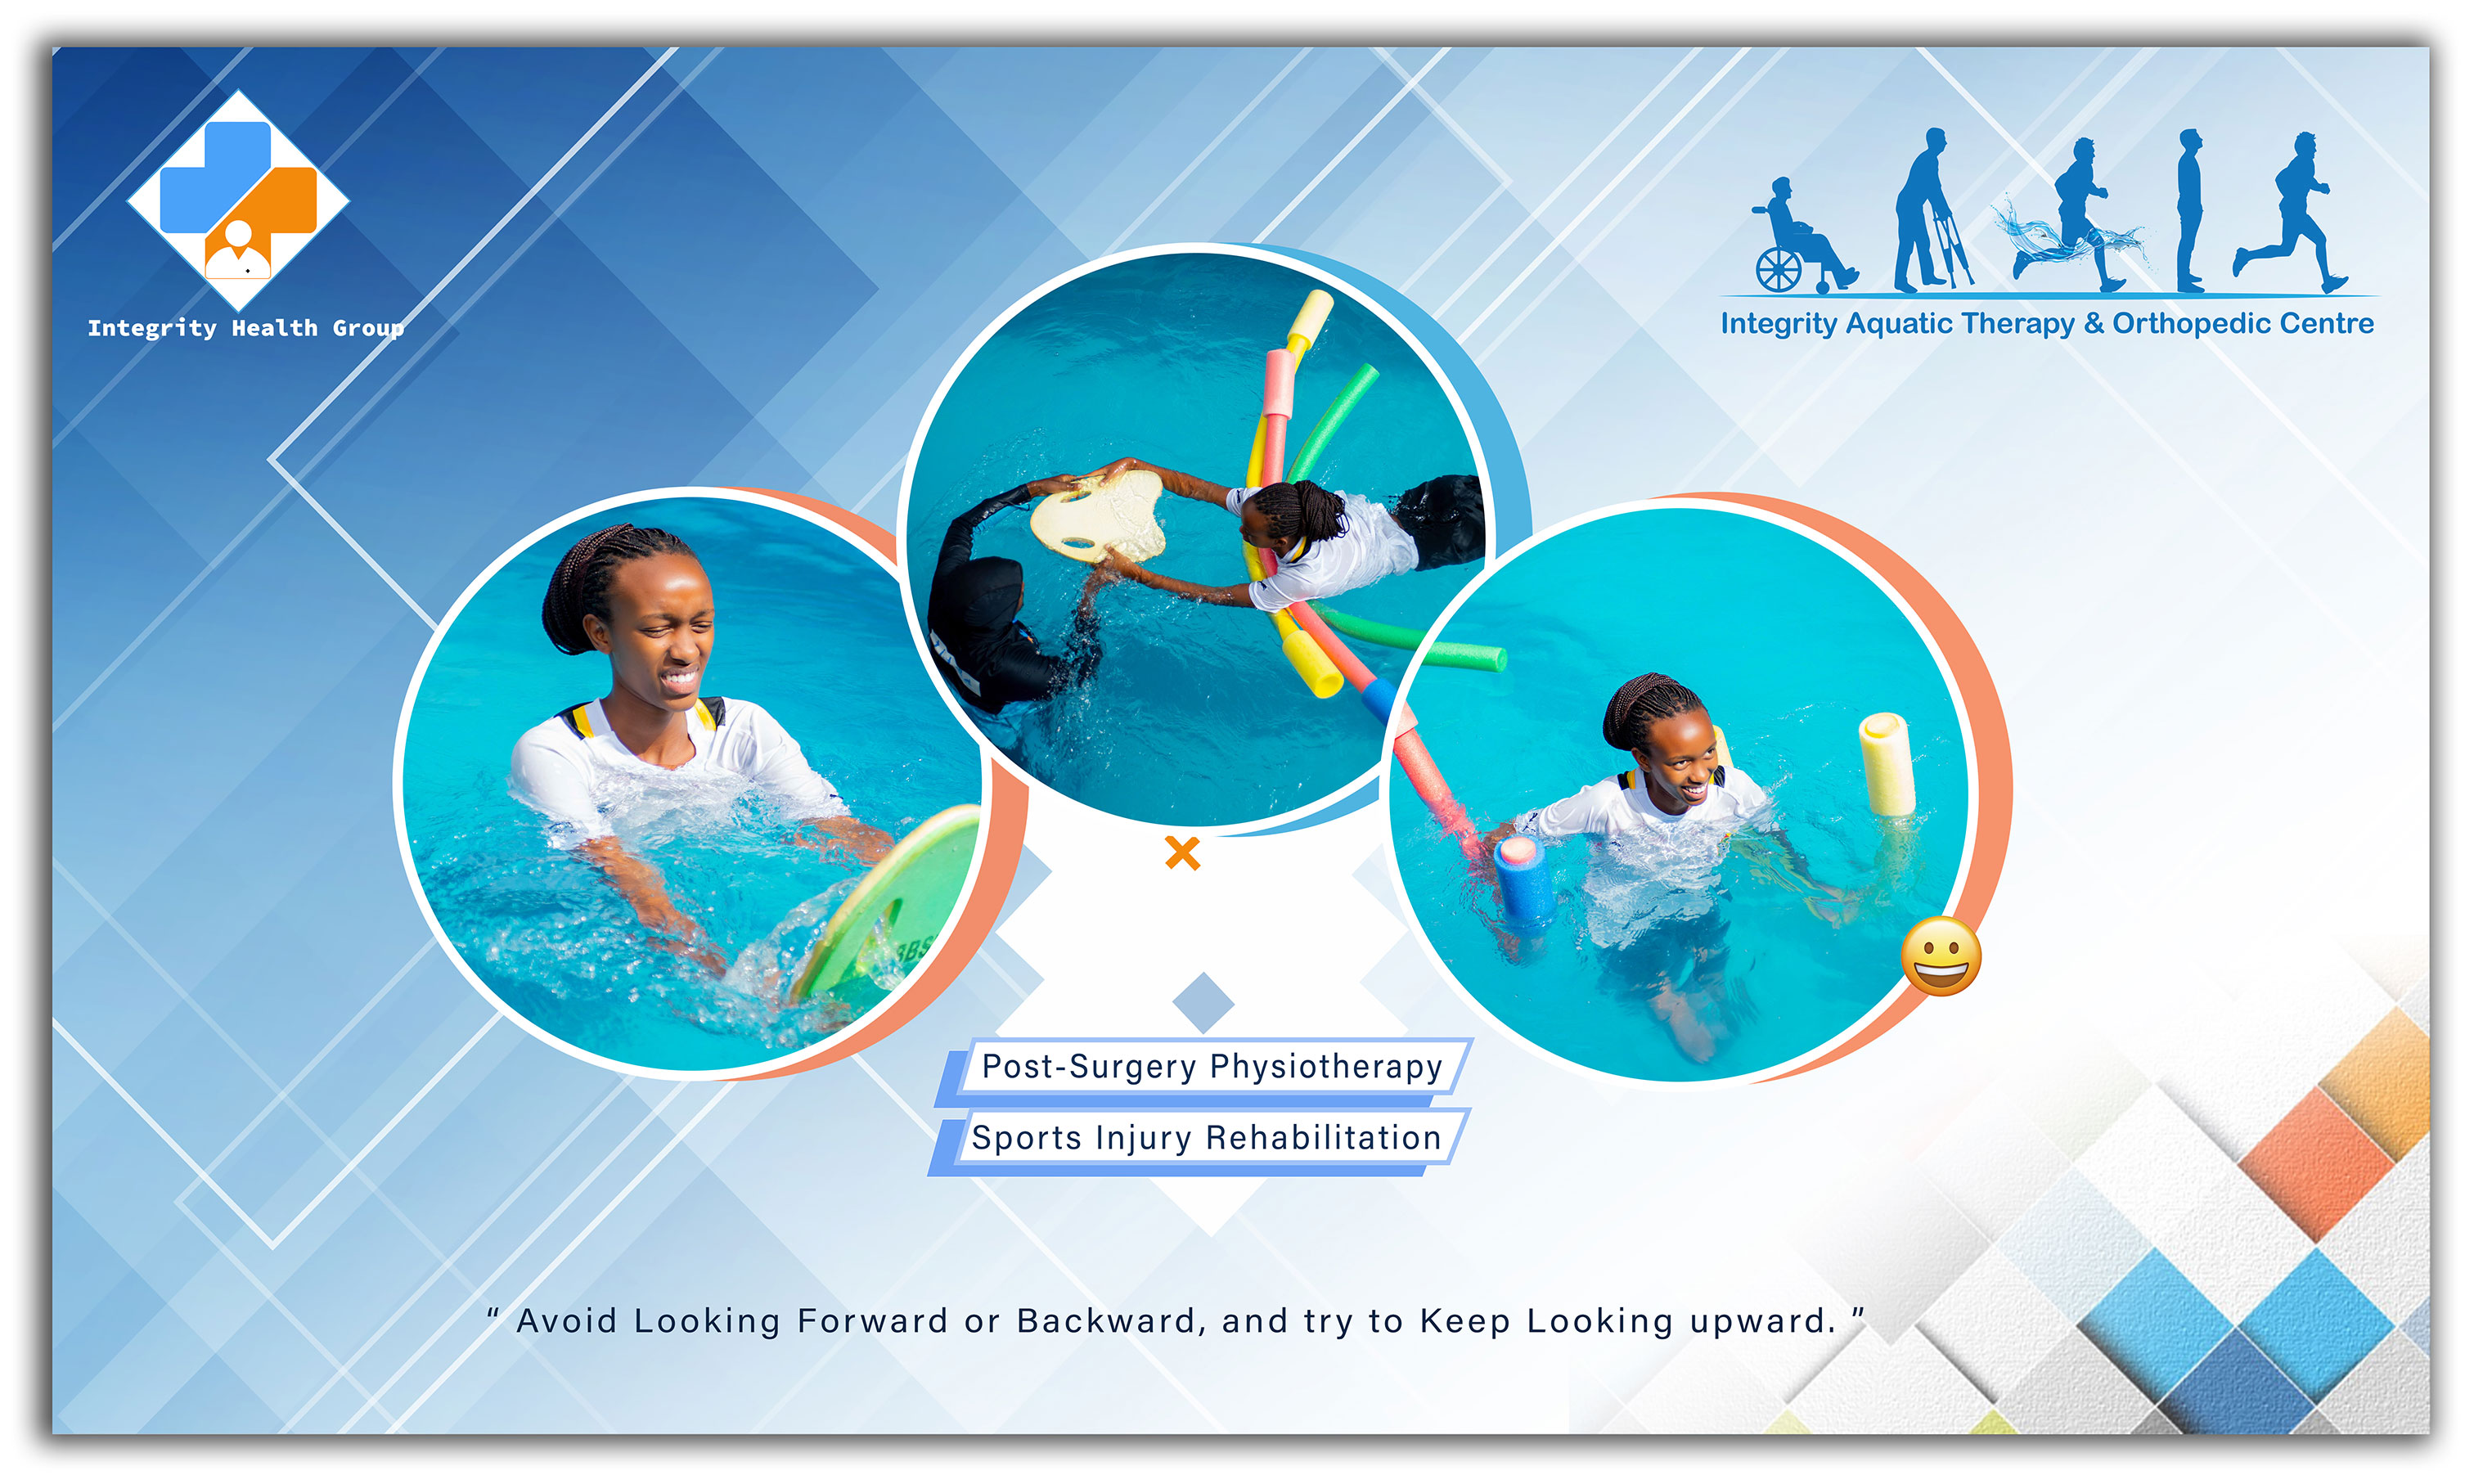 Integrity Health Group
Integrity Aquatic Therapy & Orthopedic Centre
Post-Surgery Physiotherapy
Sports Injury Rehabilitation
“ Avoid Looking Forward or Backward, and try to Keep Looking upward. ”